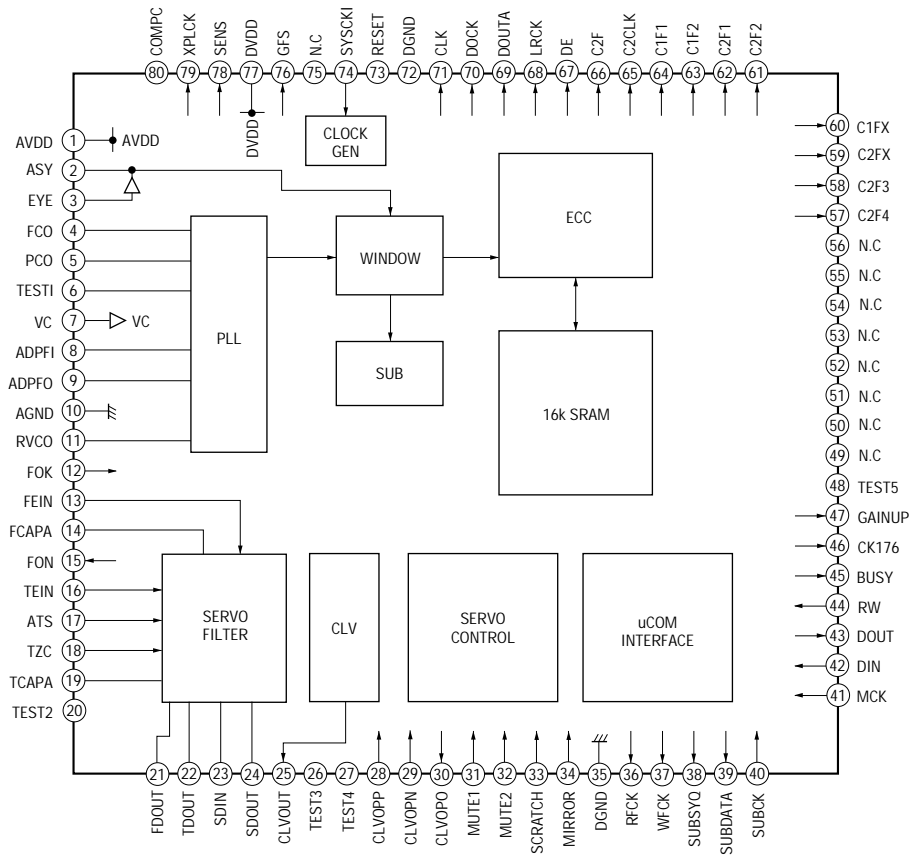 COMPC
XPLCK
SENS
DVDD
GFS
N.C
SYSCKI
RESET
DGND
CLK
DOCK
DOUTA
LRCK
DE
C2F
C2CLK
C1F1
C1F2
C2F1
C2F2
80 79 78 77 76 75 74 73 72 71 70 69 68 67 66 65 64 63 62 61
DVDD
CLOCK
GEN
AVDD 1 AVDD
ASY 2
EYE 3
FCO 4
PCO 5
TESTI 6
VC 7 VC
ADPFI 8
ADPFO 9
AGND 10
RVCO 11
FOK 12
FEIN 13
FCAPA 14
FON 15
TEIN 16
ATS 17
TZC 18
TCAPA 19
TEST2 20
PLL
WINDOW
SUB
ECC
16k SRAM
SERVO
FILTER
CLV
SERVO
CONTROL
uCOM
INTERFACE
60 C1FX
59 C2FX
58 C2F3
57 C2F4
56 N.C
55 N.C
54 N.C
53 N.C
52 N.C
51 N.C
50 N.C
49 N.C
48 TEST5
47 GAINUP
46 CK176
45 BUSY
44 RW
43 DOUT
42 DIN
41 MCK
21 22 23 24 25 26 27 28 29 30 31 32 33 34 35 36 37 38 39 40
FDOUT
TDOUT
SDIN
SDOUT
CLVOUT
TEST3
TEST4
CLVOPP
CLVOPN
CLVOPO
MUTE1
MUTE2
SCRATCH
MIRROR
DGND
RFCK
WFCK
SUBSYQ
SUBDATA
SUBCK